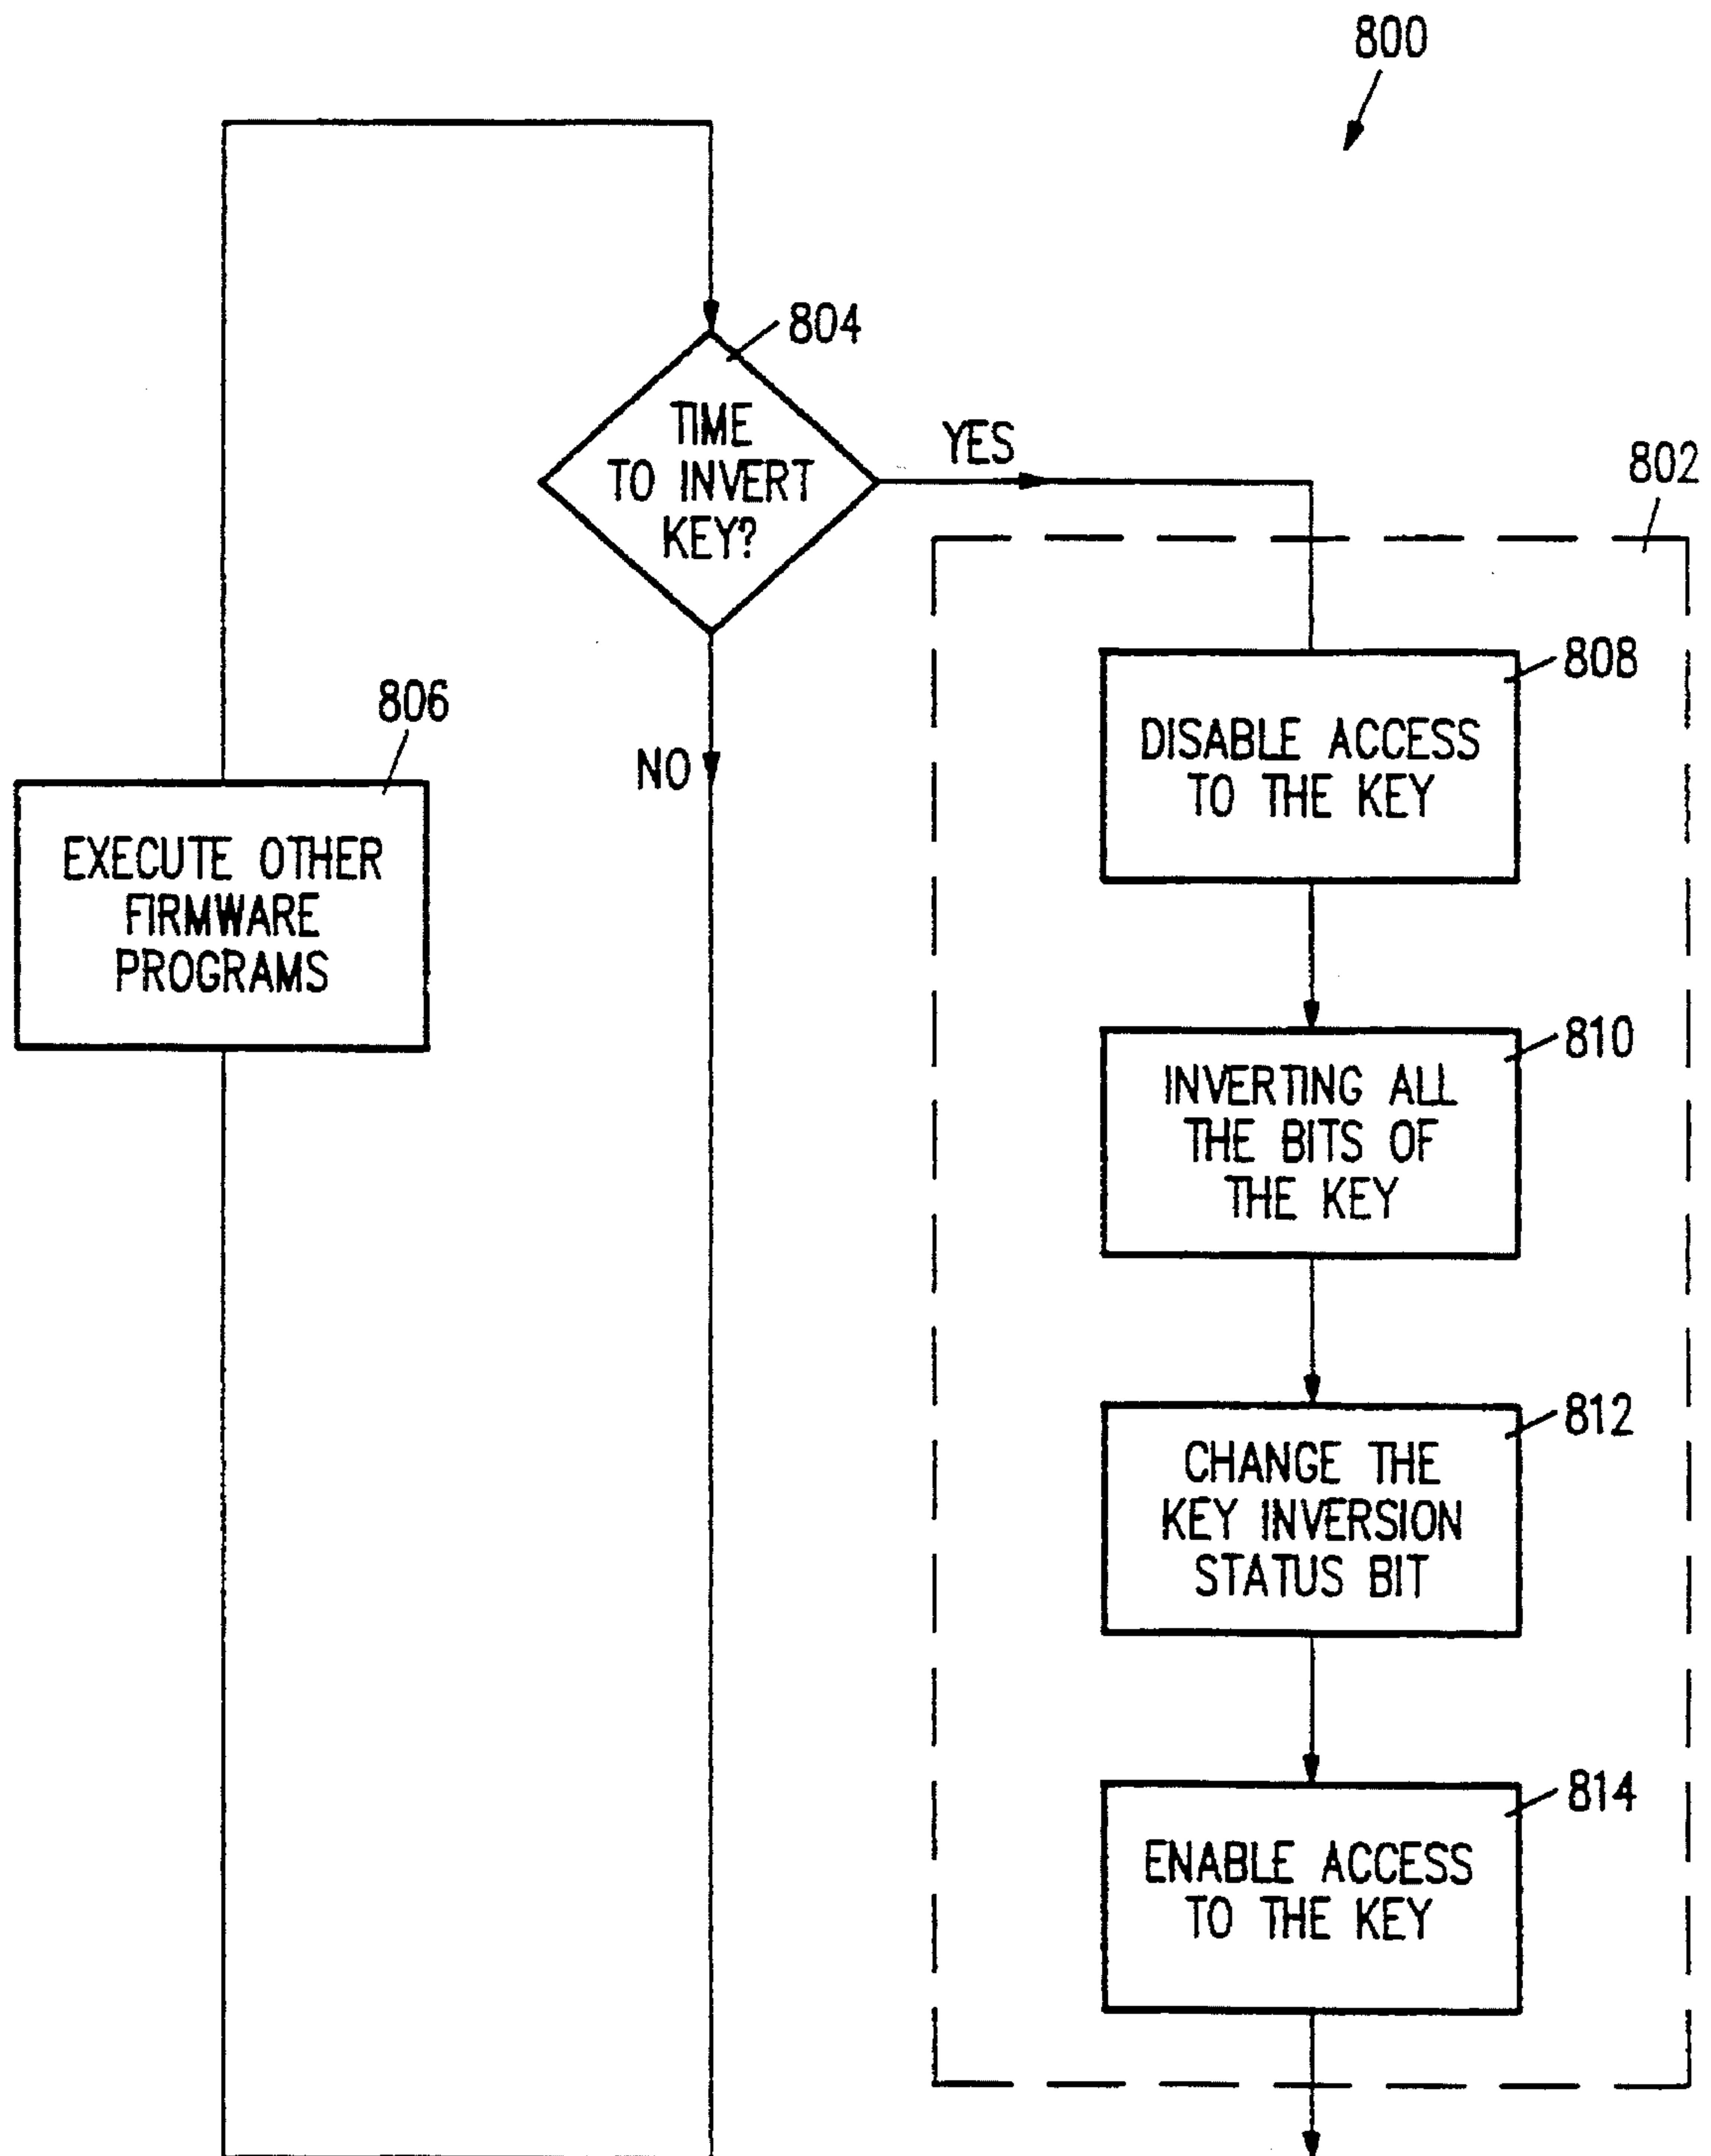 800
804
TIME
TO INVERT
KEY?
YES
802
NO
806
EXECUTE OTHER
FIRMWARE
PROGRAMS
808
DISABLE ACCESS
TO THE KEY
810
INVERTING ALL
THE BITS OF
THE KEY
812
CHANGE THE
KEY INVERSION
STATUS BIT
814
ENABLE ACCESS
TO THE KEY